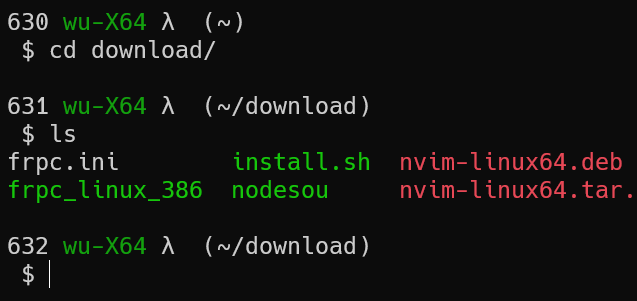 630 wu-X64 λ (~)
$ cd download/
631 wu-X64 λ (~/download)
$ ls
frpc.ini install.sh nvim-linux64.deb
frpc_linux_386 nodesou nvim-linux64.tar.
632 wu-X64 λ (~/download)
$